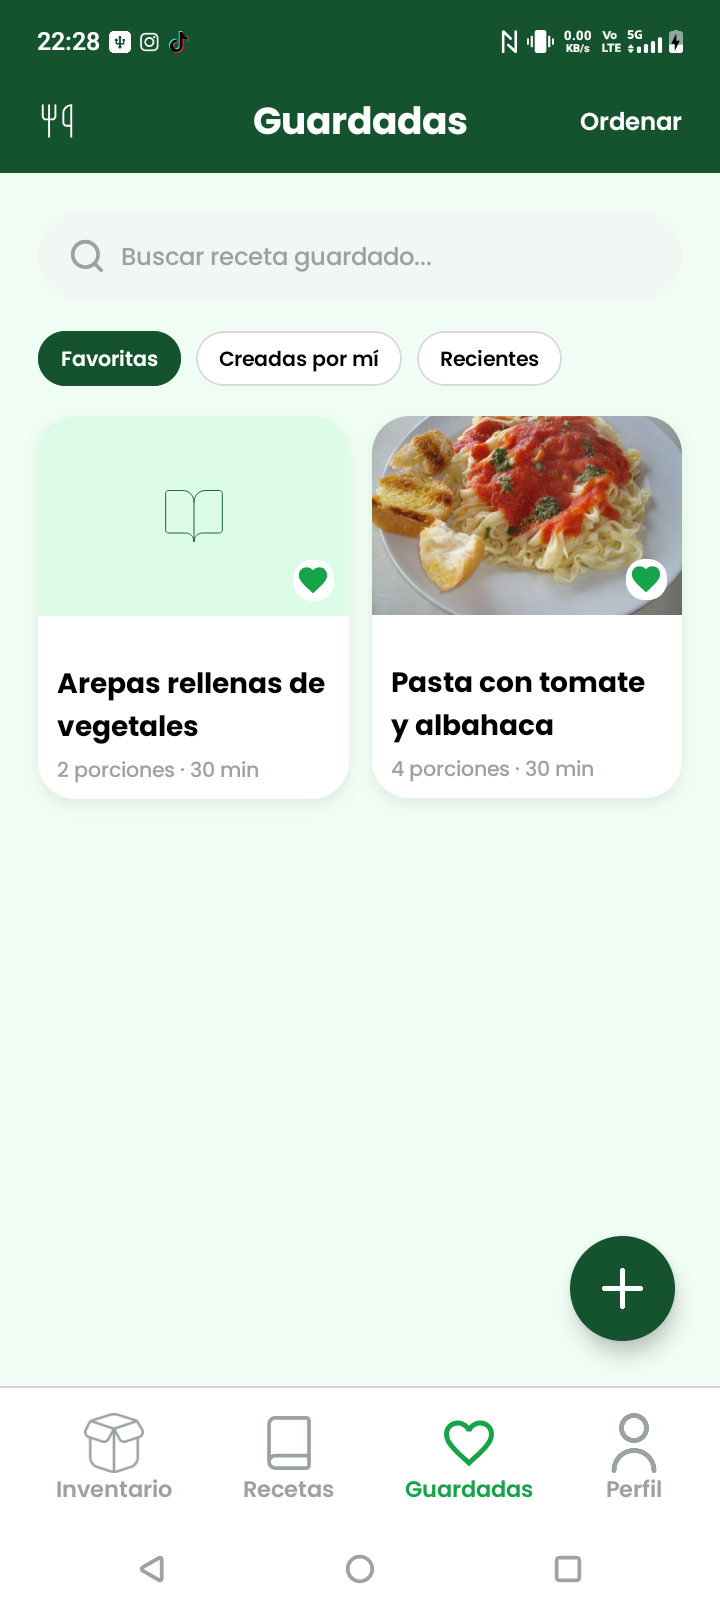 22:28
0.00
KB/s
Vo
LTE
5G
Guardadas
Ordenar
Buscar receta guardado...
Favoritas
Creadas por mí
Recientes
Arepas rellenas de
vegetales
2 porciones · 30 min
Pasta con tomate
y albahaca
4 porciones · 30 min
Inventario
Recetas
Guardadas
Perfil